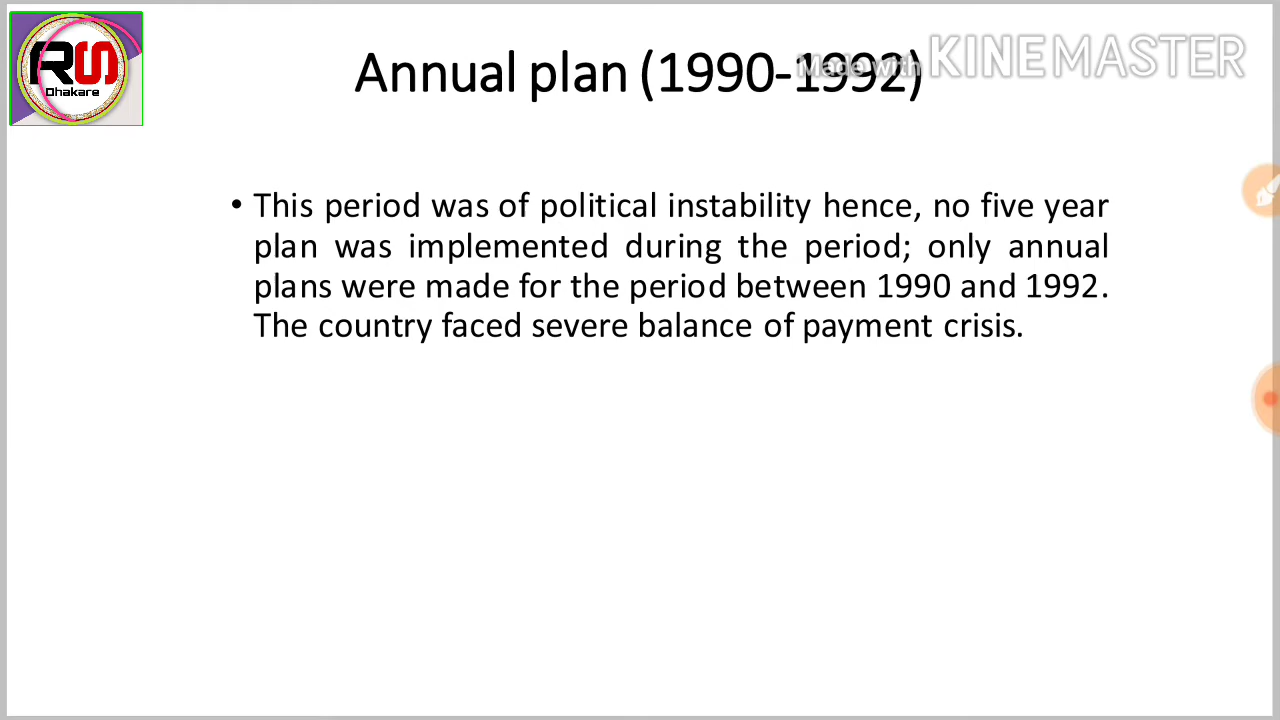 RS
Dhakare
Annual plan (1990-1992)
Made with KINEMASTER
• This period was of political instability hence, no five year
plan was implemented during the period; only annual
plans were made for the period between 1990 and 1992.
The country faced severe balance of payment crisis.